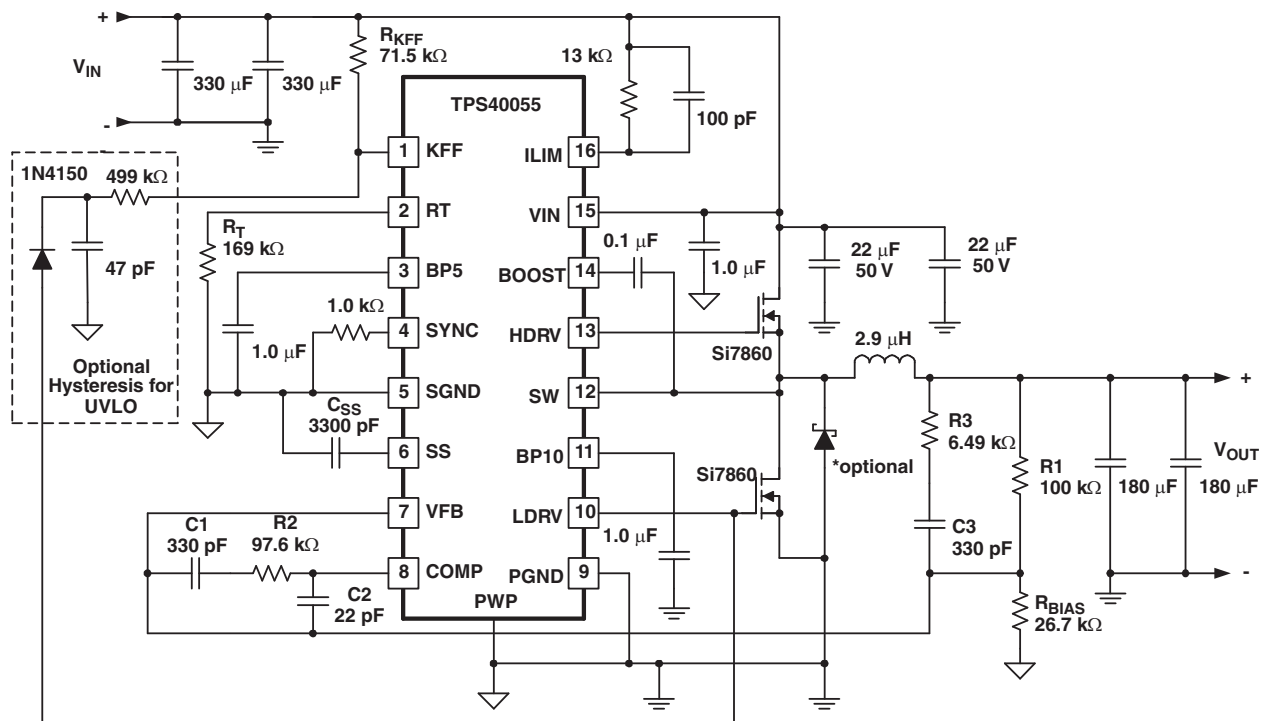 +
V_IN
-
330 µF
330 µF
R_KFF
71.5 kΩ
13 kΩ
100 pF
TPS40055
1N4150
499 kΩ
47 pF
Optional
Hysteresis for
UVLO
1 KFF
2 RT
3 BP5
4 SYNC
5 SGND
6 SS
7 VFB
8 COMP
ILIM 16
VIN 15
BOOST 14
HDRV 13
SW 12
BP10 11
LDRV 10
PGND 9
PWP
R_T
169 kΩ
1.0 µF
1.0 kΩ
C_SS
3300 pF
C1
330 pF
R2
97.6 kΩ
C2
22 pF
0.1 µF
1.0 µF
22 µF
50 V
22 µF
50 V
Si7860
2.9 µH
Si7860
*optional
1.0 µF
R3
6.49 kΩ
C3
330 pF
R1
100 kΩ
R_BIAS
26.7 kΩ
180 µF
180 µF
+
V_OUT
-